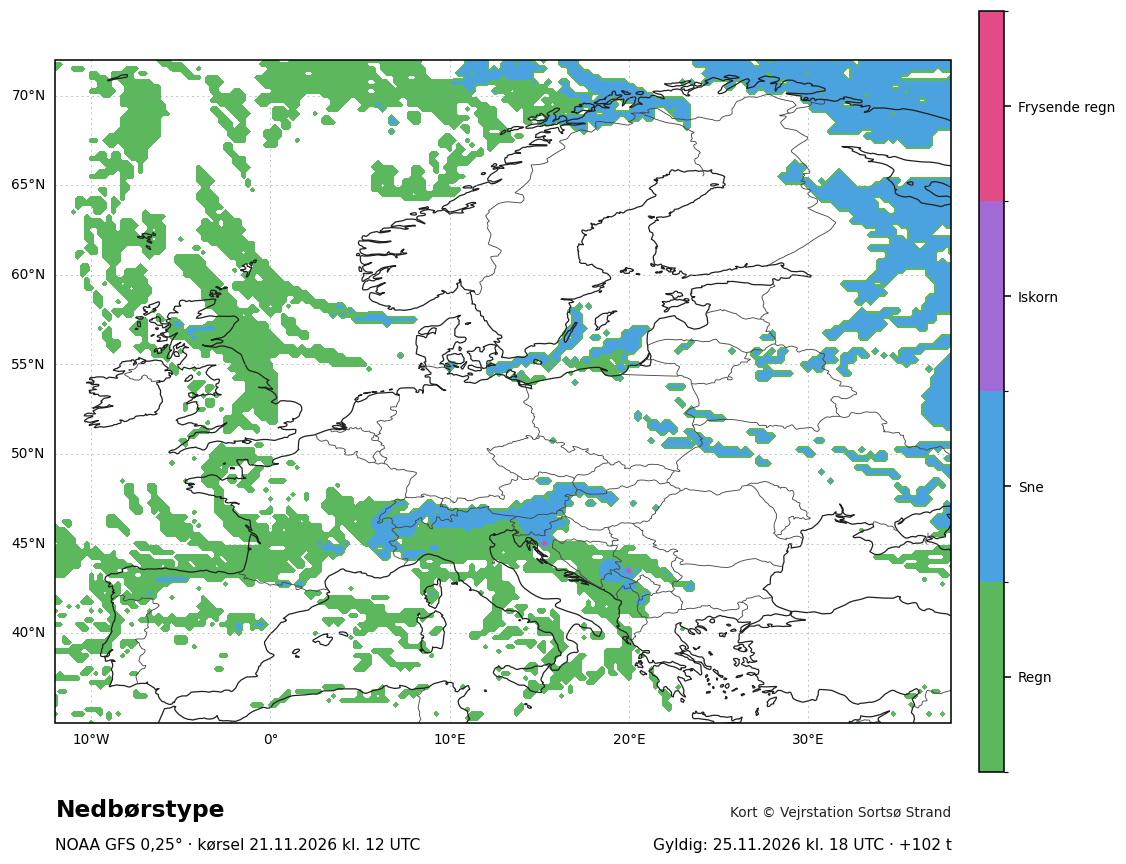 70°N
65°N
60°N
55°N
50°N
45°N
40°N
10°W
0°
10°E
20°E
30°E
Frysende regn
Iskorn
Sne
Regn
Nedbørstype
Kort © Vejrstation Sortsø Strand
NOAA GFS 0,25° · kørsel 21.11.2026 kl. 12 UTC
Gyldig: 25.11.2026 kl. 18 UTC · +102 t